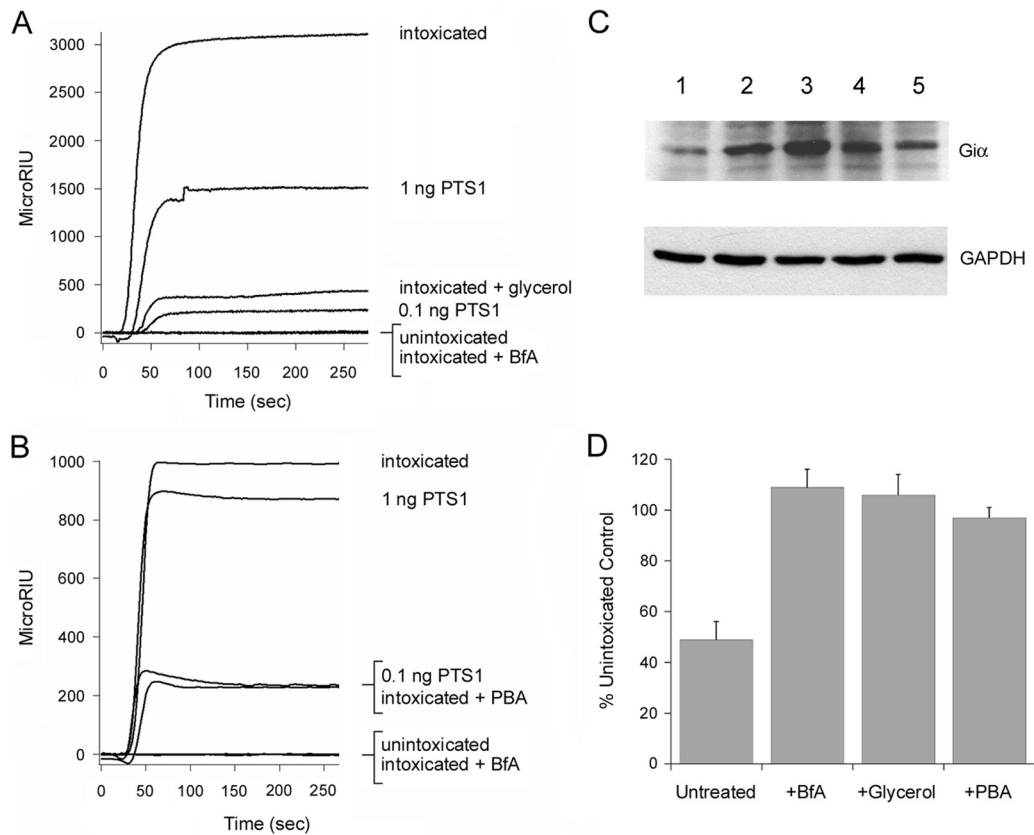 A
MicroRIU
3000
2500
2000
1500
1000
500
0
0 50 100 150 200 250
Time (sec)
intoxicated
1 ng PTS1
intoxicated + glycerol
0.1 ng PTS1
unintoxicated
intoxicated + BfA
B
MicroRIU
1000
800
600
400
200
0
0 50 100 150 200 250
Time (sec)
intoxicated
1 ng PTS1
0.1 ng PTS1
intoxicated + PBA
unintoxicated
intoxicated + BfA
C
1 2 3 4 5
Giα
GAPDH
D
% Unintoxicated Control
140
120
100
80
60
40
20
0
Untreated +BfA +Glycerol +PBA